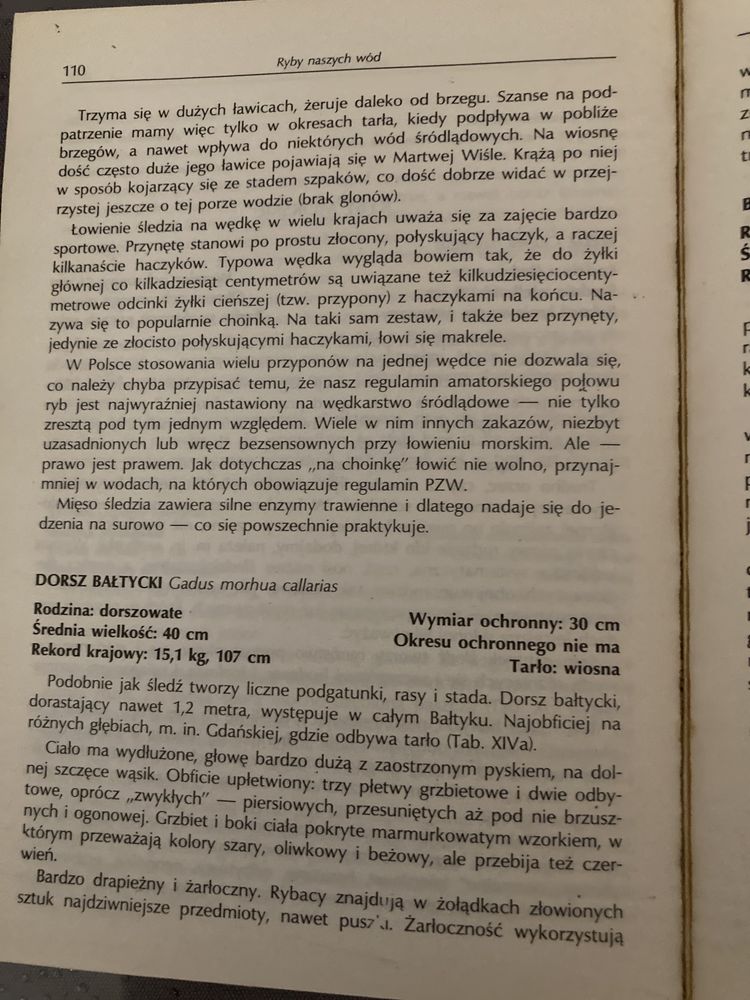 110
Ryby naszych wód
Trzyma się w dużych ławicach, żeruje daleko od brzegu. Szanse na pod-
patrzenie mamy więc tylko w okresach tarła, kiedy podpływa w pobliże
brzegów, a nawet wpływa do niektórych wód śródlądowych. Na wiosnę
dość często duże jego ławice pojawiają się w Martwej Wiśle. Krążą po niej
w sposób kojarzący się ze stadem szpaków, co dość dobrze widać w przej-
rzystej jeszcze o tej porze wodzie (brak glonów).
Łowienie śledzia na wędkę w wielu krajach uważa się za zajęcie bardzo
sportowe. Przynętę stanowi po prostu złocony, połyskujący haczyk, a raczej
kilkanaście haczyków. Typowa wędka wygląda bowiem tak, że do żyłki
głównej co kilkadziesiąt centymetrów są uwiązane też kilkudziesięciocenty-
metrowe odcinki żyłki cieńszej (tzw. przypony) z haczykami na końcu. Na-
zywa się to popularnie choinką. Na taki sam zestaw, i także bez przynęty,
jedynie ze złocisto połyskującymi haczykami, łowi się makrele.
W Polsce stosowania wielu przyponów na jednej wędce nie dozwala się,
co należy chyba przypisać temu, że nasz regulamin amatorskiego połowu
ryb jest najwyraźniej nastawiony na wędkarstwo śródlądowe — nie tylko
zresztą pod tym jednym względem. Wiele w nim innych zakazów, niezbyt
uzasadnionych lub wręcz bezsensownych przy łowieniu morskim. Ale —
prawo jest prawem. Jak dotychczas „na choinkę” łowić nie wolno, przynaj-
mniej w wodach, na których obowiązuje regulamin PZW.
Mięso śledzia zawiera silne enzymy trawienne i dlatego nadaje się do je-
dzenia na surowo — co się powszechnie praktykuje.
DORSZ BAŁTYCKI Gadus morhua callarias
Rodzina: dorszowate
Średnia wielkość: 40 cm
Rekord krajowy: 15,1 kg, 107 cm
Wymiar ochronny: 30 cm
Okresu ochronnego nie ma
Tarło: wiosna
Podobnie jak śledź tworzy liczne podgatunki, rasy i stada. Dorsz bałtycki,
dorastający nawet 1,2 metra, występuje w całym Bałtyku. Najobficiej na
różnych głębiach, m. in. Gdańskiej, gdzie odbywa tarło (Tab. XIVa).
Ciało ma wydłużone, głowę bardzo dużą z zaostrzonym pyskiem, na dol-
nej szczęce wąsik. Obficie upłetwiony: trzy płetwy grzbietowe i dwie odby-
towe, oprócz „zwykłych” — piersiowych, przesuniętych aż pod nie brzusz-
nych i ogonowej. Grzbiet i boki ciała pokryte marmurkowatym wzorkiem, w
którym przeważają kolory szary, oliwkowy i beżowy, ale przebija też czer-
wień.
Bardzo drapieżny i żarłoczny. Rybacy znajdują w żołądkach złowionych
sztuk najdziwniejsze przedmioty, nawet Żarłoczność wykorzystują